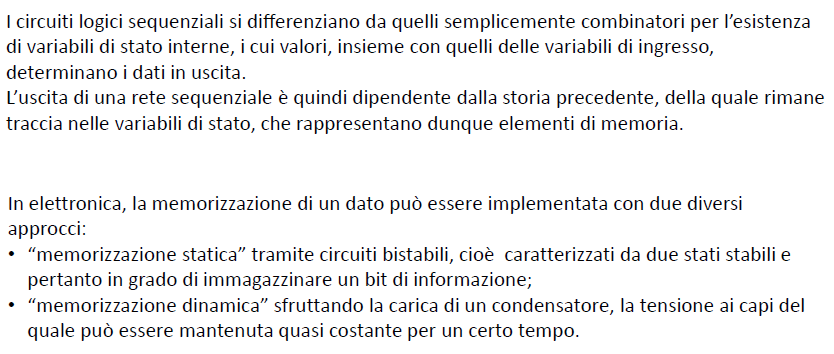 I circuiti logici sequenziali si differenziano da quelli semplicemente combinatori per l’esistenza
di variabili di stato interne, i cui valori, insieme con quelli delle variabili di ingresso,
determinano i dati in uscita.
L’uscita di una rete sequenziale è quindi dipendente dalla storia precedente, della quale rimane
traccia nelle variabili di stato, che rappresentano dunque elementi di memoria.
In elettronica, la memorizzazione di un dato può essere implementata con due diversi
approcci:
• “memorizzazione statica” tramite circuiti bistabili, cioè  caratterizzati da due stati stabili e
pertanto in grado di immagazzinare un bit di informazione;
• “memorizzazione dinamica” sfruttando la carica di un condensatore, la tensione ai capi del
quale può essere mantenuta quasi costante per un certo tempo.